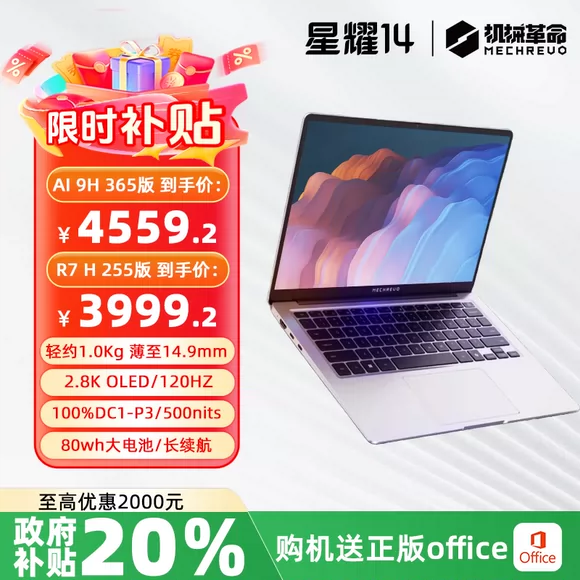 星耀14
机械革命
MECHREVO
限时补贴
AI 9H 365版 到手价:
¥4559.2
R7 H 255版 到手价:
¥3999.2
轻约1.0Kg 薄至14.9mm
2.8K OLED/120HZ
100%DC1-P3/500nits
80wh大电池/长续航
MECHREVO
至高优惠2000元
政府补贴20%
购机送正版office
Office